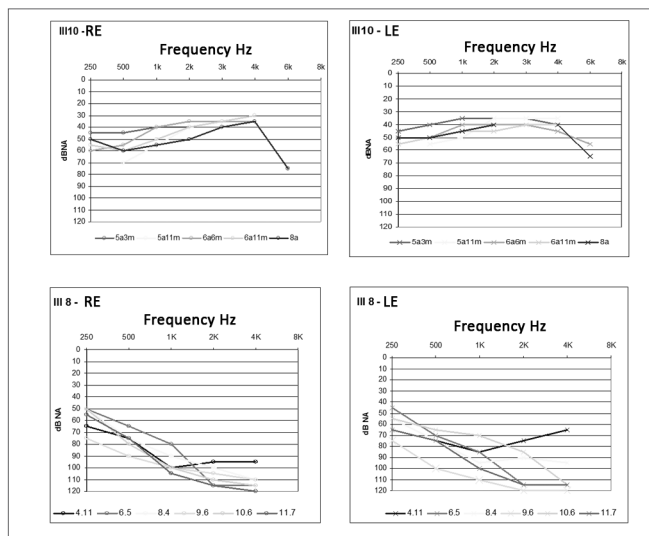 III10 -RE
Frequency Hz
250 500 1k 2k 3k 4k 6k 8k
0
10
20
30
40
50
60
70
80
90
100
110
120
dBNA
5a3m 5a11m 6a6m 6a11m 8a
III10 - LE
Frequency Hz
250 500 1k 2k 3k 4k 6k 8k
0
10
20
30
40
50
60
70
80
90
100
110
120
dBNA
5a3m 5a11m 6a6m 6a11m 8a
III 8 - RE
Frequency Hz
250 500 1K 2K 4K 8K
0
10
20
30
40
50
60
70
80
90
100
110
120
dB NA
4.11 6.5 8.4 9.6 10.6 11.7
III 8 - LE
Frequency Hz
250 500 1K 2K 4K 8K
0
10
20
30
40
50
60
70
80
90
100
110
120
dB NA
4.11 6.5 8.4 9.6 10.6 11.7